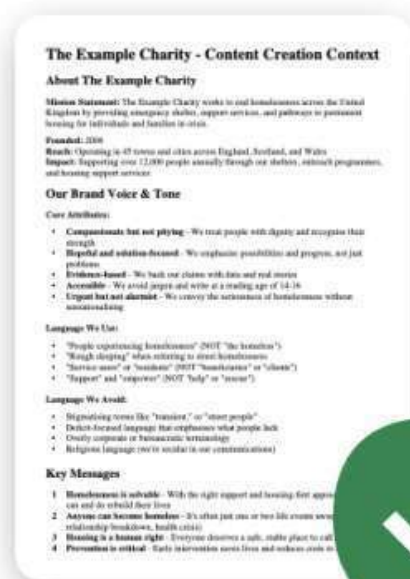 The Example Charity - Content Creation Context
About The Example Charity
Mission Statement: The Example Charity works to end homelessness across the United
Kingdom by providing emergency shelter, support services, and pathways to permanent
housing for individuals and families in crisis.
Founded: 2008
Reach: Operating in 45 towns and cities across England, Scotland, and Wales
Impact: Supporting over 12,000 people annually through our shelters, outreach programmes,
and housing support services
Our Brand Voice & Tone
Core Attributes:
• Compassionate but not pitying - We treat people with dignity and recognise their
strength
• Hopeful and solution-focused - We emphasise possibilities and progress, not just
problems
• Evidence-based - We back our claims with data and real stories
• Accessible - We avoid jargon and write at a reading age of 14-16
• Urgent but not alarmist - We convey the seriousness of homelessness without
sensationalising
Language We Use:
• "People experiencing homelessness" (NOT "the homeless")
• "Rough sleeping" when referring to street homelessness
• "Service users" or "residents" (NOT "beneficiaries" or "clients")
• "Support" and "empower" (NOT "help" or "rescue")
Language We Avoid:
• Stigmatising terms like "transient," or "street people"
• Deficit-focused language that emphasises what people lack
• Overly corporate or bureaucratic terminology
• Religious language (we're secular in our communications)
Key Messages
1 Homelessness is solvable - With the right support and housing first
can and do rebuild their lives
2 Anyone can become homeless - It's often just one or two life events
relationship breakdown, health crisis)
3 Housing is a human right - Everyone deserves a safe, stable place to
4 Prevention is critical - Early intervention saves lives and reduces costs